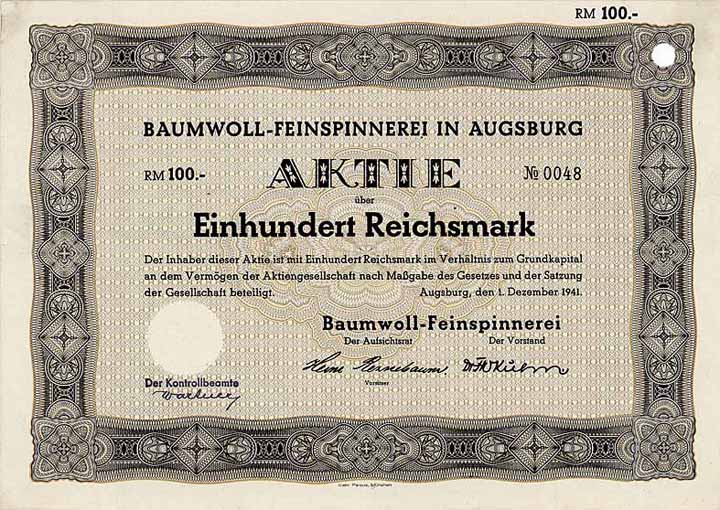 RM 100.-
BAUMWOLL-FEINSPINNEREI IN AUGSBURG
RM 100.- AKTIE № 0048
über
Einhundert Reichsmark
Der Inhaber dieser Aktie ist mit Einhundert Reichsmark im Verhältnis zum Grundkapital
an dem Vermögen der Aktiengesellschaft nach Maßgabe des Gesetzes und der Satzung
der Gesellschaft beteiligt. Augsburg, den 1. Dezember 1941.
Baumwoll-Feinspinnerei
Der Aufsichtsrat Der Vorstand
Vorsitzer
Der Kontrollbeamte